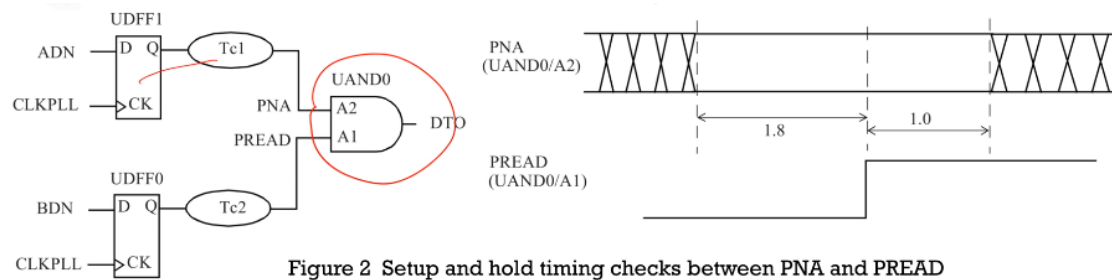 UDFF1
ADN
D Q
Tc1
CLKPLL
CK
UAND0
PNA
A2
DTO
PREAD
A1
UDFF0
BDN
D Q
Tc2
CLKPLL
CK
PNA
(UAND0/A2)
1.8
1.0
PREAD
(UAND0/A1)
Figure 2 Setup and hold timing checks between PNA and PREAD